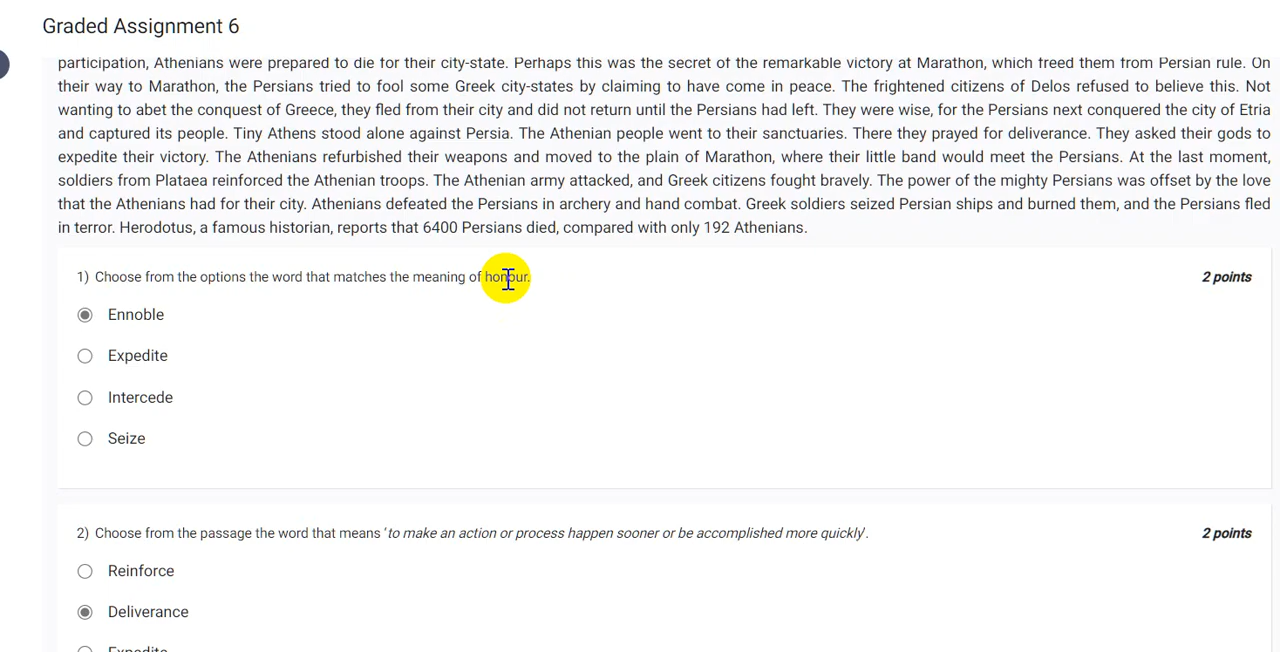 Graded Assignment 6
participation, Athenians were prepared to die for their city-state. Perhaps this was the secret of the remarkable victory at Marathon, which freed them from Persian rule. On
their way to Marathon, the Persians tried to fool some Greek city-states by claiming to have come in peace. The frightened citizens of Delos refused to believe this. Not
wanting to abet the conquest of Greece, they fled from their city and did not return until the Persians had left. They were wise, for the Persians next conquered the city of Etria
and captured its people. Tiny Athens stood alone against Persia. The Athenian people went to their sanctuaries. There they prayed for deliverance. They asked their gods to
expedite their victory. The Athenians refurbished their weapons and moved to the plain of Marathon, where their little band would meet the Persians. At the last moment,
soldiers from Plataea reinforced the Athenian troops. The Athenian army attacked, and Greek citizens fought bravely. The power of the mighty Persians was offset by the love
that the Athenians had for their city. Athenians defeated the Persians in archery and hand combat. Greek soldiers seized Persian ships and burned them, and the Persians fled
in terror. Herodotus, a famous historian, reports that 6400 Persians died, compared with only 192 Athenians.
1) Choose from the options the word that matches the meaning of honour. 2 points
Ennoble
Expedite
Intercede
Seize
2) Choose from the passage the word that means 'to make an action or process happen sooner or be accomplished more quickly'. 2 points
Reinforce
Deliverance
Expedite